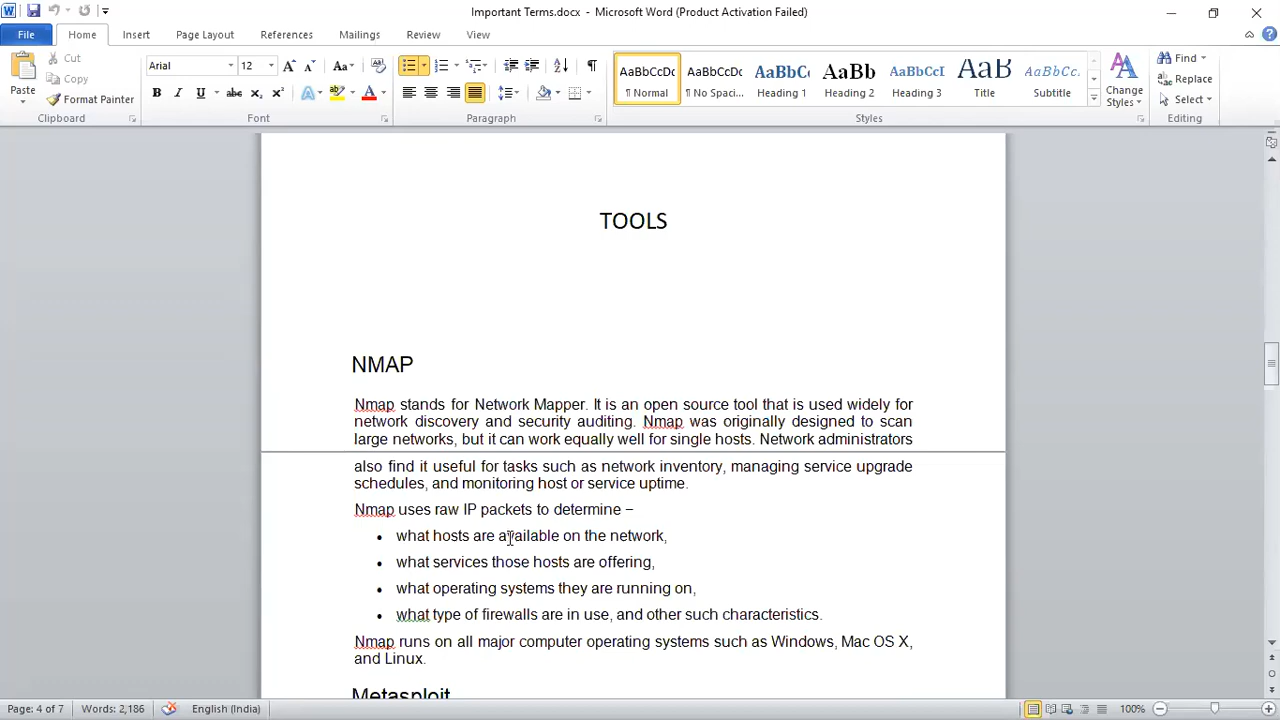 Important Terms.docx - Microsoft Word (Product Activation Failed)
File Home Insert Page Layout References Mailings Review View
Paste
Cut
Copy
Format Painter
Clipboard
Arial 12
Font
Paragraph
AaBbCcDc AaBbCcDc AaBbC AaBbCc AaBbCcI AaB AaBbCc.
¶ Normal ¶ No Spaci... Heading 1 Heading 2 Heading 3 Title Subtitle
Change Styles
Styles
Find
Replace
Select
Editing
TOOLS
NMAP
Nmap stands for Network Mapper. It is an open source tool that is used widely for
network discovery and security auditing. Nmap was originally designed to scan
large networks, but it can work equally well for single hosts. Network administrators
also find it useful for tasks such as network inventory, managing service upgrade
schedules, and monitoring host or service uptime.
Nmap uses raw IP packets to determine −
• what hosts are available on the network,
• what services those hosts are offering,
• what operating systems they are running on,
• what type of firewalls are in use, and other such characteristics.
Nmap runs on all major computer operating systems such as Windows, Mac OS X,
and Linux.
Metasploit
Page: 4 of 7 Words: 2,186 English (India) 100%